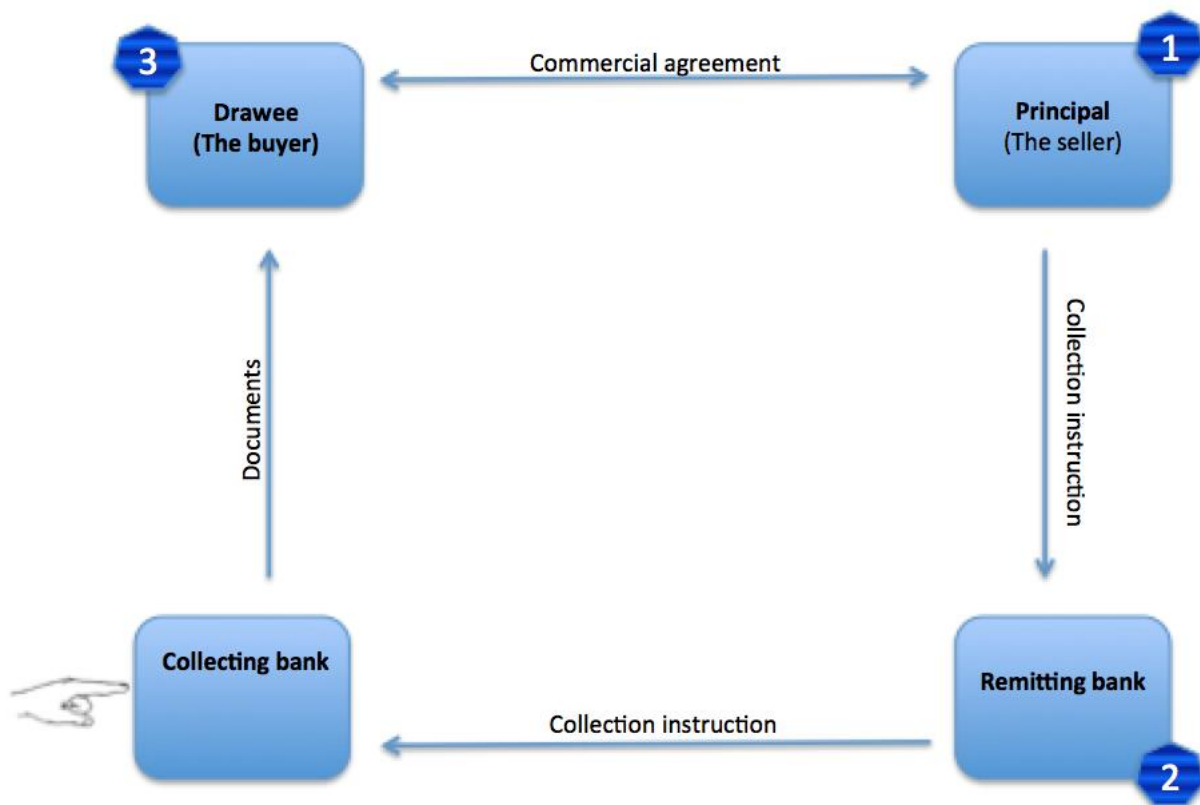 3
1
Commercial agreement
Drawee
(The buyer)
Principal
(The seller)
Documents
Collection instruction
Collecting bank
Remitting bank
Collection instruction
2